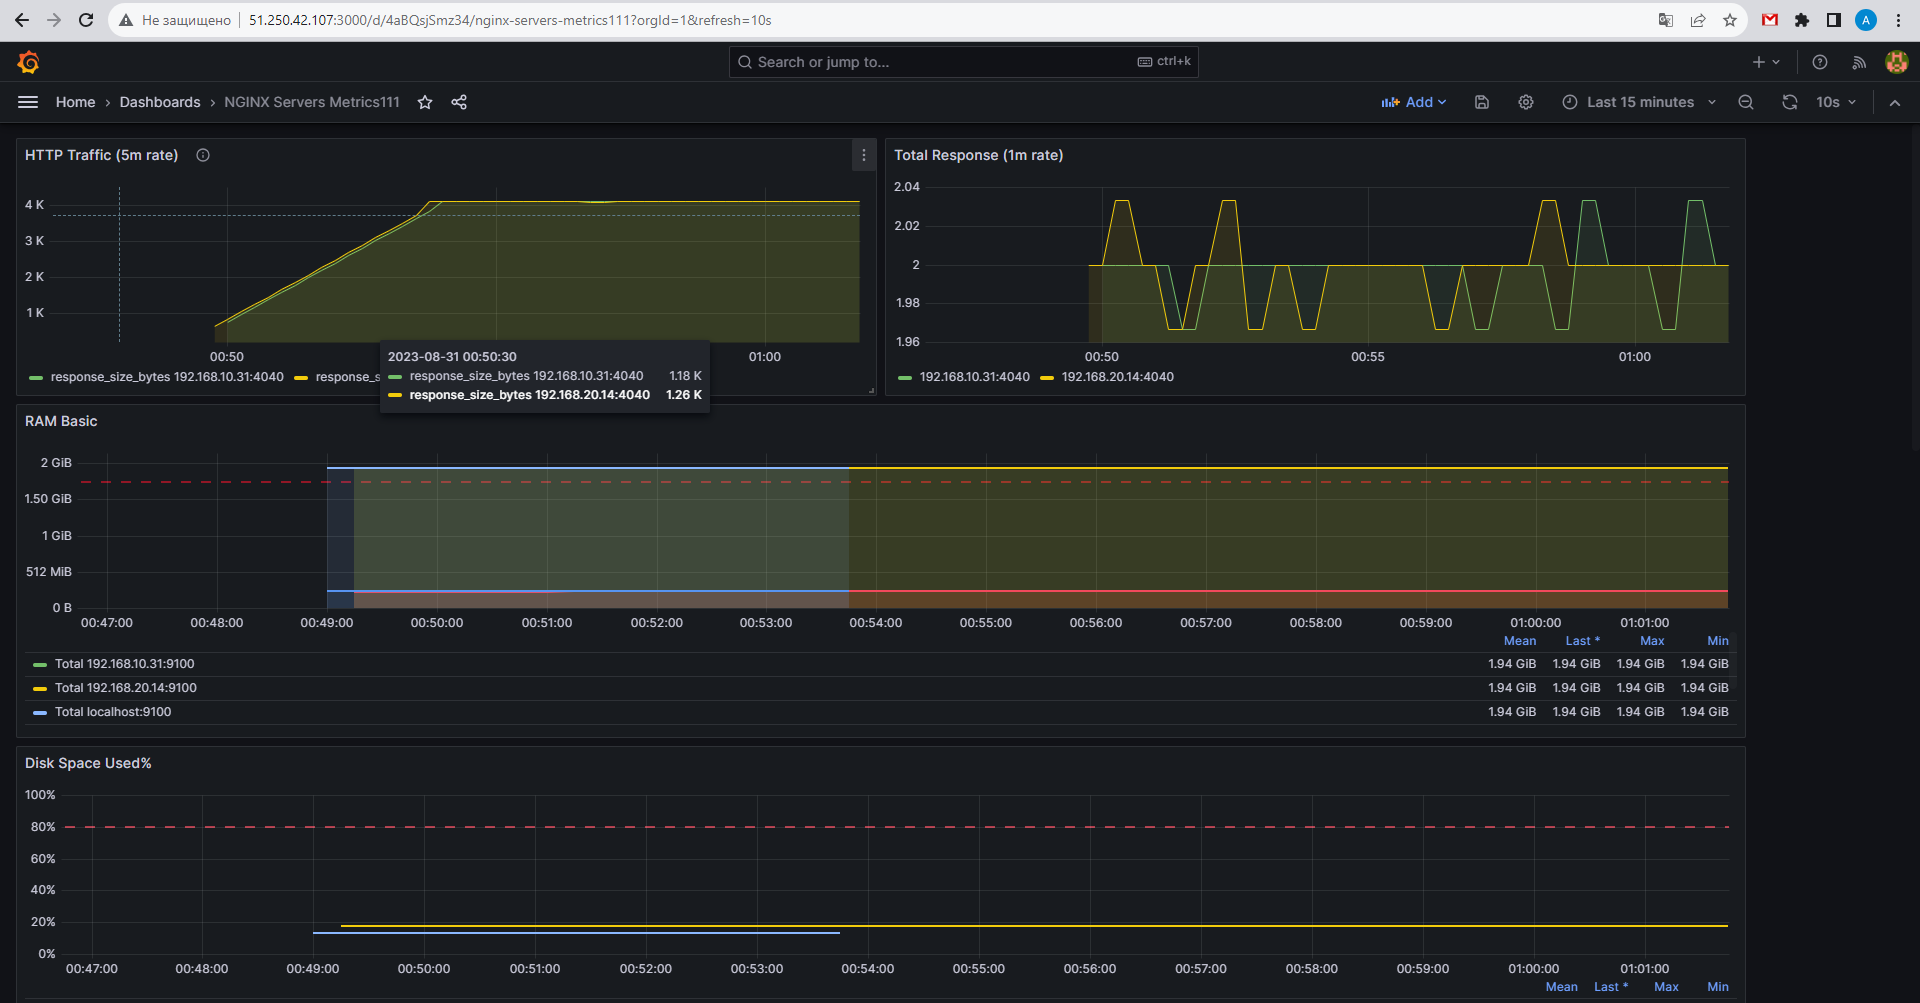 Не защищено
51.250.42.107:3000/d/4aBQsjSmz34/nginx-servers-metrics111?orgId=1&refresh=10s
A
Search or jump to...
ctrl+k
Home › Dashboards › NGINX Servers Metrics111
Add
Last 15 minutes
10s
HTTP Traffic (5m rate)
4 K
3 K
2 K
1 K
00:50
01:00
response_size_bytes 192.168.10.31:4040
response_s
2023-08-31 00:50:30
response_size_bytes 192.168.10.31:4040 1.18 K
response_size_bytes 192.168.20.14:4040 1.26 K
Total Response (1m rate)
2.04
2.02
2
1.98
1.96
00:50 00:55 01:00
192.168.10.31:4040 192.168.20.14:4040
RAM Basic
2 GiB
1.50 GiB
1 GiB
512 MiB
0 B
00:47:00 00:48:00 00:49:00 00:50:00 00:51:00 00:52:00 00:53:00 00:54:00 00:55:00 00:56:00 00:57:00 00:58:00 00:59:00 01:00:00 01:01:00
Mean Last * Max Min
Total 192.168.10.31:9100 1.94 GiB 1.94 GiB 1.94 GiB 1.94 GiB
Total 192.168.20.14:9100 1.94 GiB 1.94 GiB 1.94 GiB 1.94 GiB
Total localhost:9100 1.94 GiB 1.94 GiB 1.94 GiB 1.94 GiB
Disk Space Used%
100%
80%
60%
40%
20%
0%
00:47:00 00:48:00 00:49:00 00:50:00 00:51:00 00:52:00 00:53:00 00:54:00 00:55:00 00:56:00 00:57:00 00:58:00 00:59:00 01:00:00 01:01:00
Mean Last * Max Min